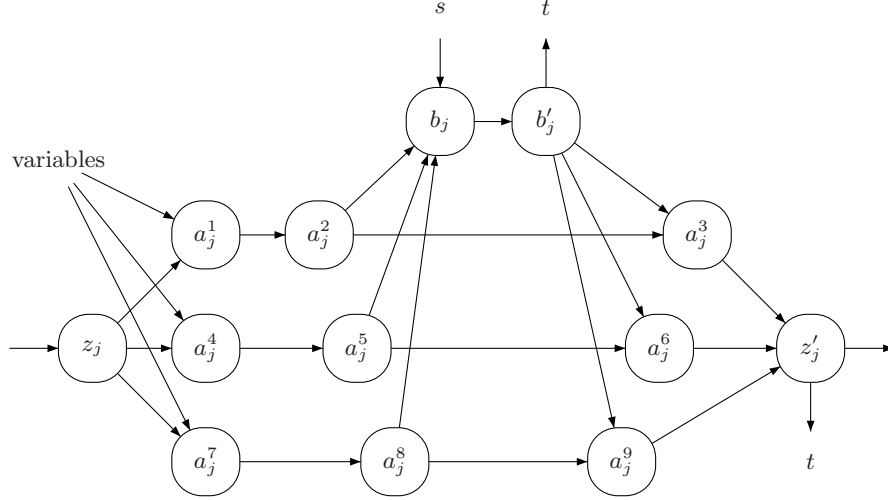 s t
b_j b'_j
variables
a_j^1 a_j^2 a_j^3
z_j a_j^4 a_j^5 a_j^6 z'_j
a_j^7 a_j^8 a_j^9 t